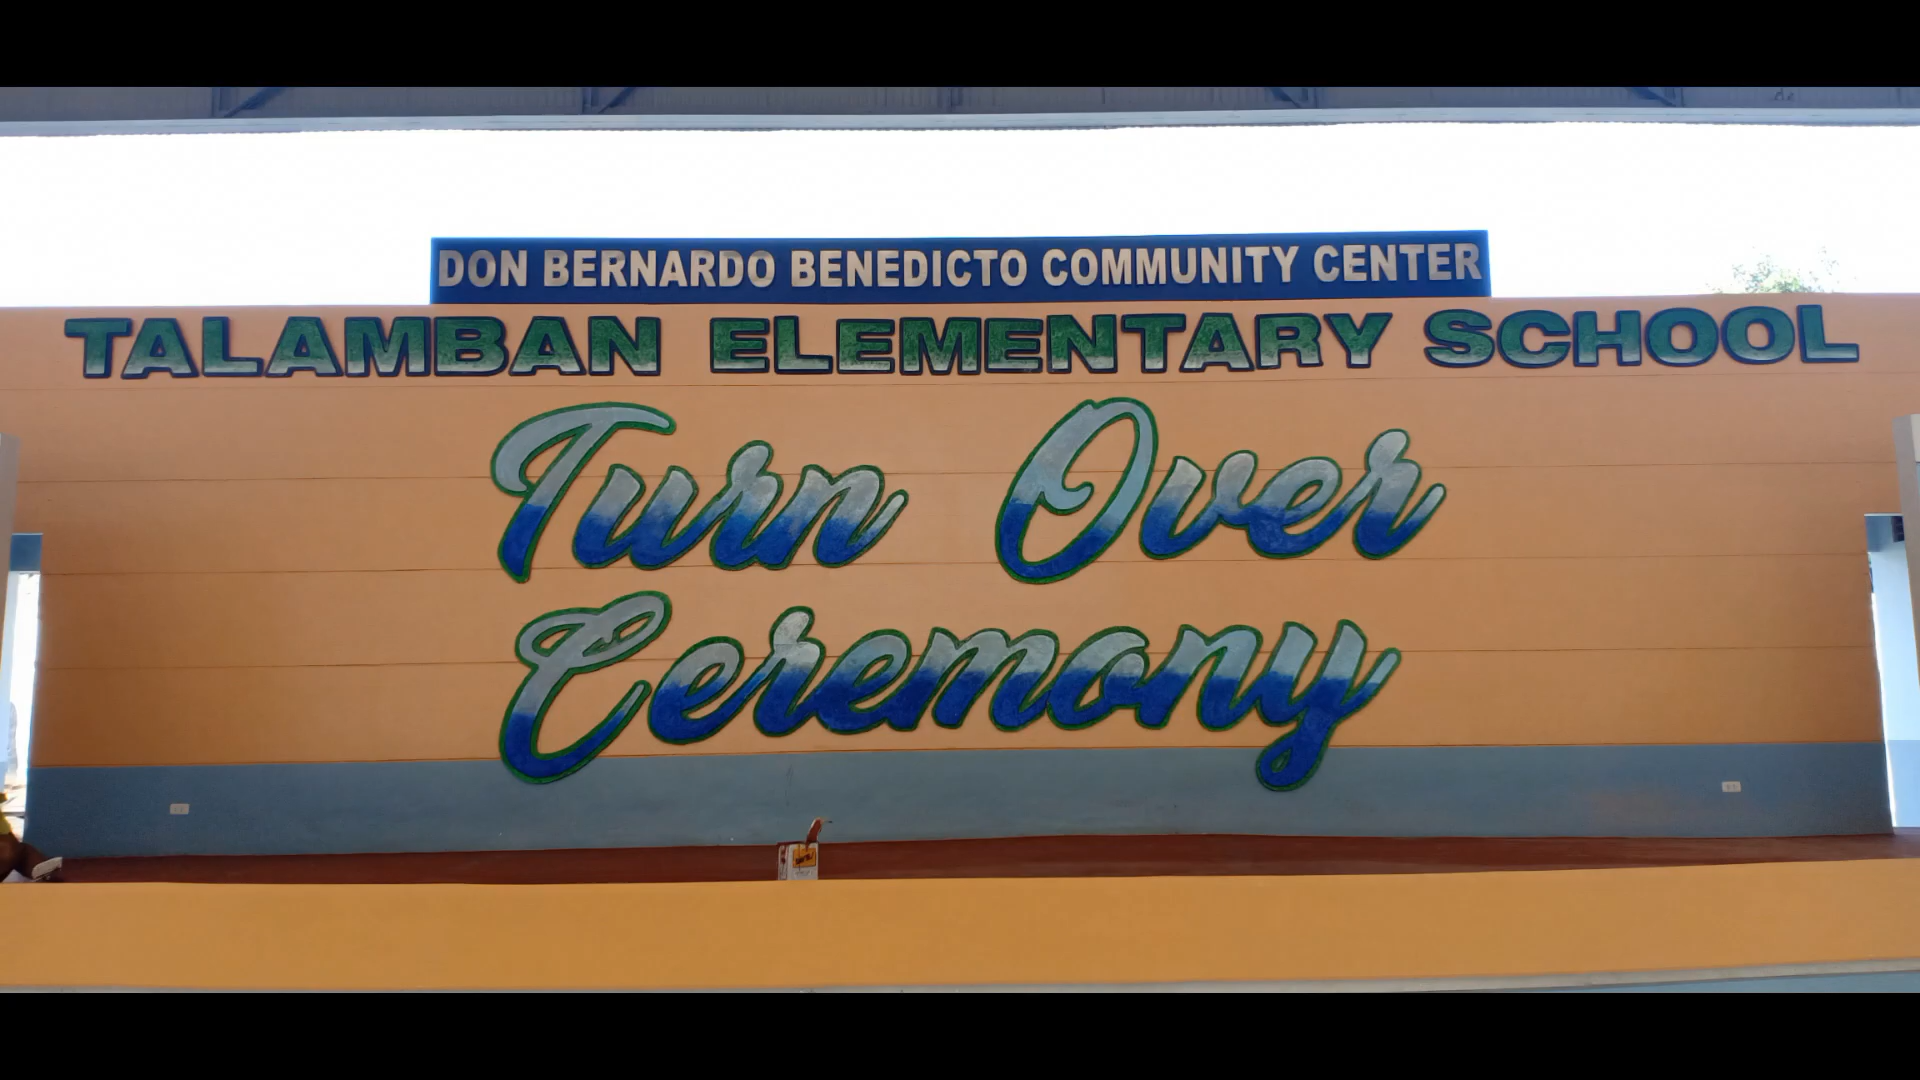 DON BERNARDO BENEDICTO COMMUNITY CENTER
TALAMBAN ELEMENTARY SCHOOL
Turn Over
Ceremony